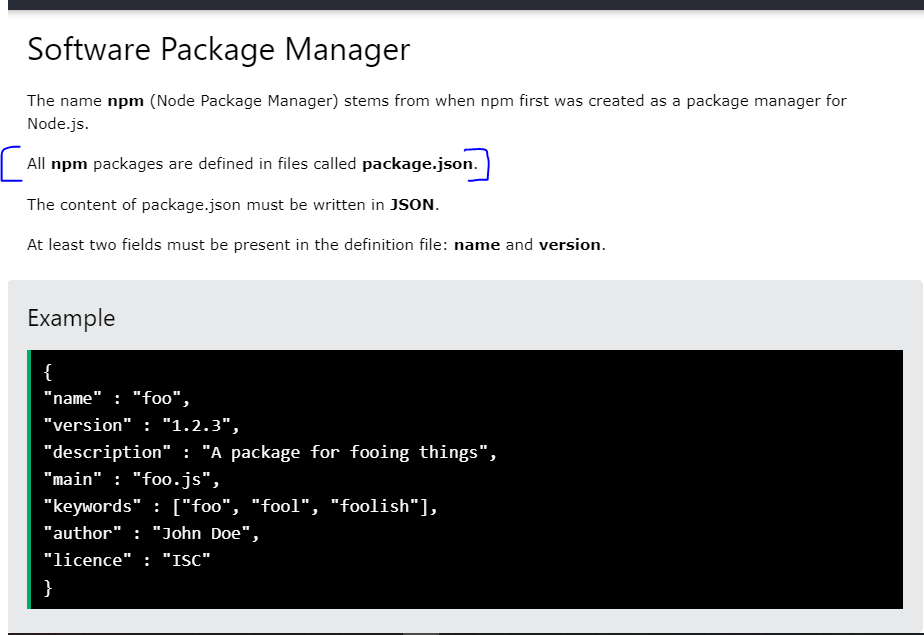 Software Package Manager
The name npm (Node Package Manager) stems from when npm first was created as a package manager for
Node.js.
All npm packages are defined in files called package.json.
The content of package.json must be written in JSON.
At least two fields must be present in the definition file: name and version.
Example
{
"name" : "foo",
"version" : "1.2.3",
"description" : "A package for fooing things",
"main" : "foo.js",
"keywords" : ["foo", "fool", "foolish"],
"author" : "John Doe",
"licence" : "ISC"
}